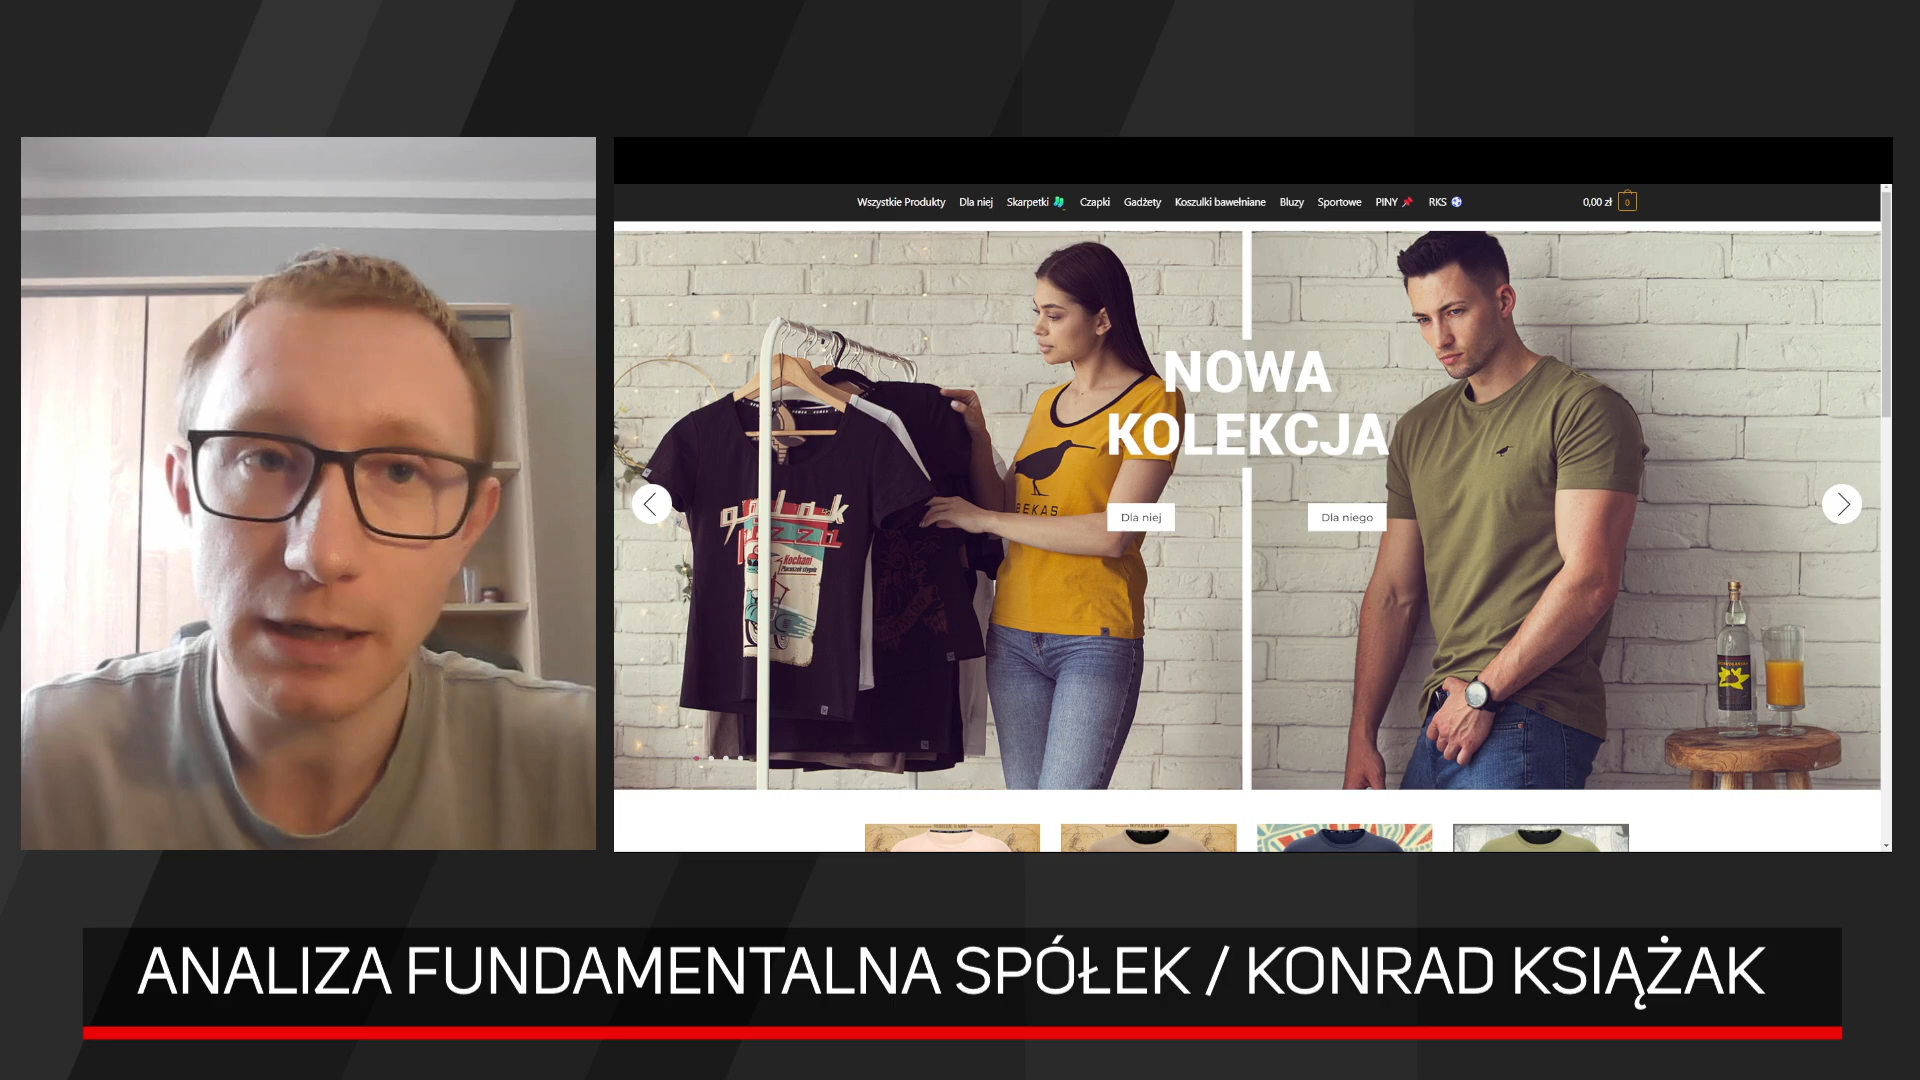 Wszystkie Produkty Dla niej Skarpetki Czapki Gadżety Koszulki bawełniane Bluzy Sportowe PINY RKS 0,00 zł 0
NOWA
KOLEKCJA
BEKAS
Kochani
Dla niej
Dla niego
ANALIZA FUNDAMENTALNA SPÓŁEK / KONRAD KSIĄŻAK